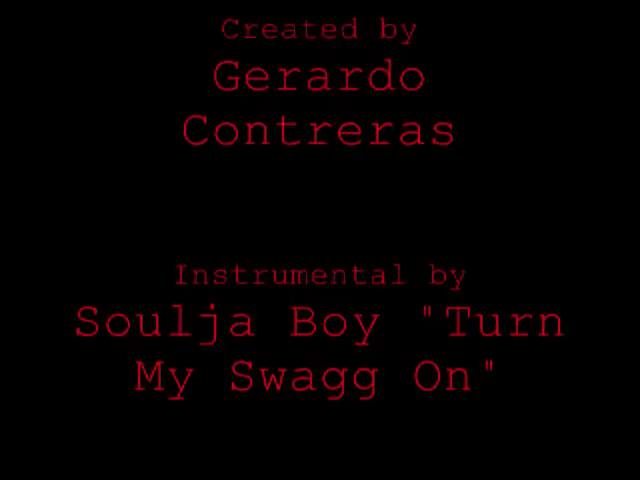 Created by
Gerardo
Contreras
Instrumental by
Soulja Boy "Turn
My Swagg On"